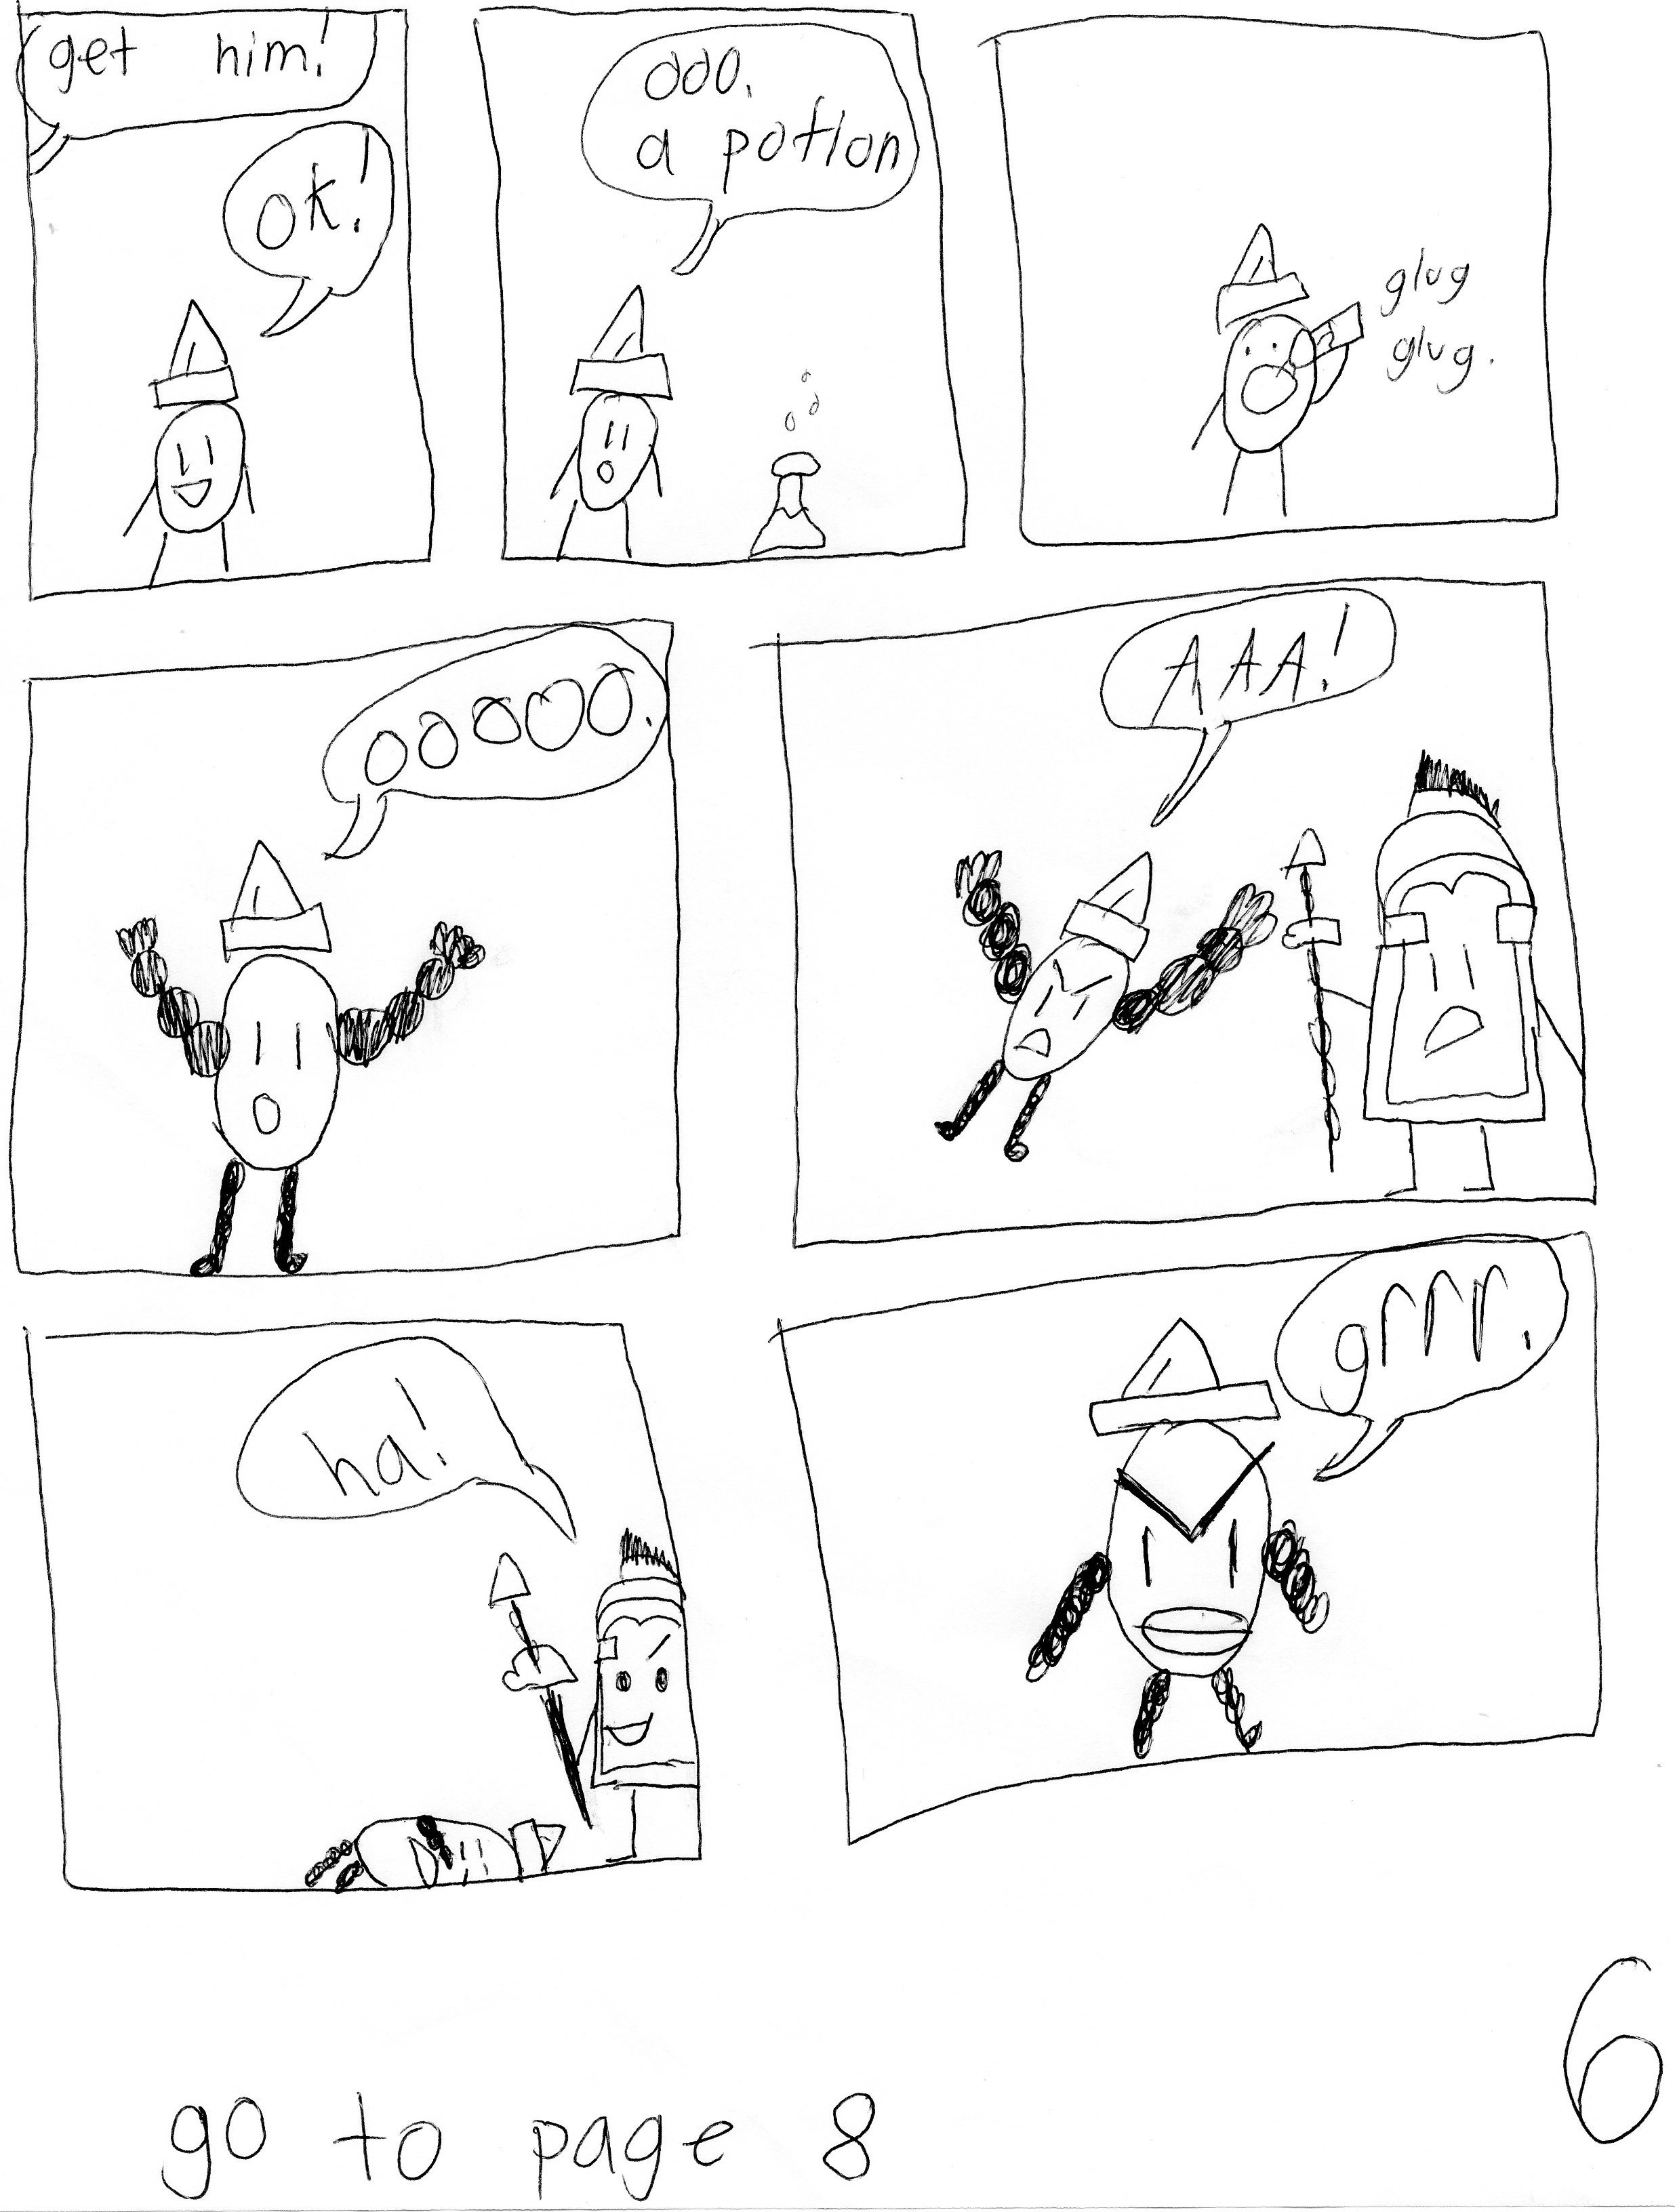 get him!
ok!
ooo.
a potion
glug
glug.
ooooo.
AAA!
ha!
grrr.
6
go to page 8